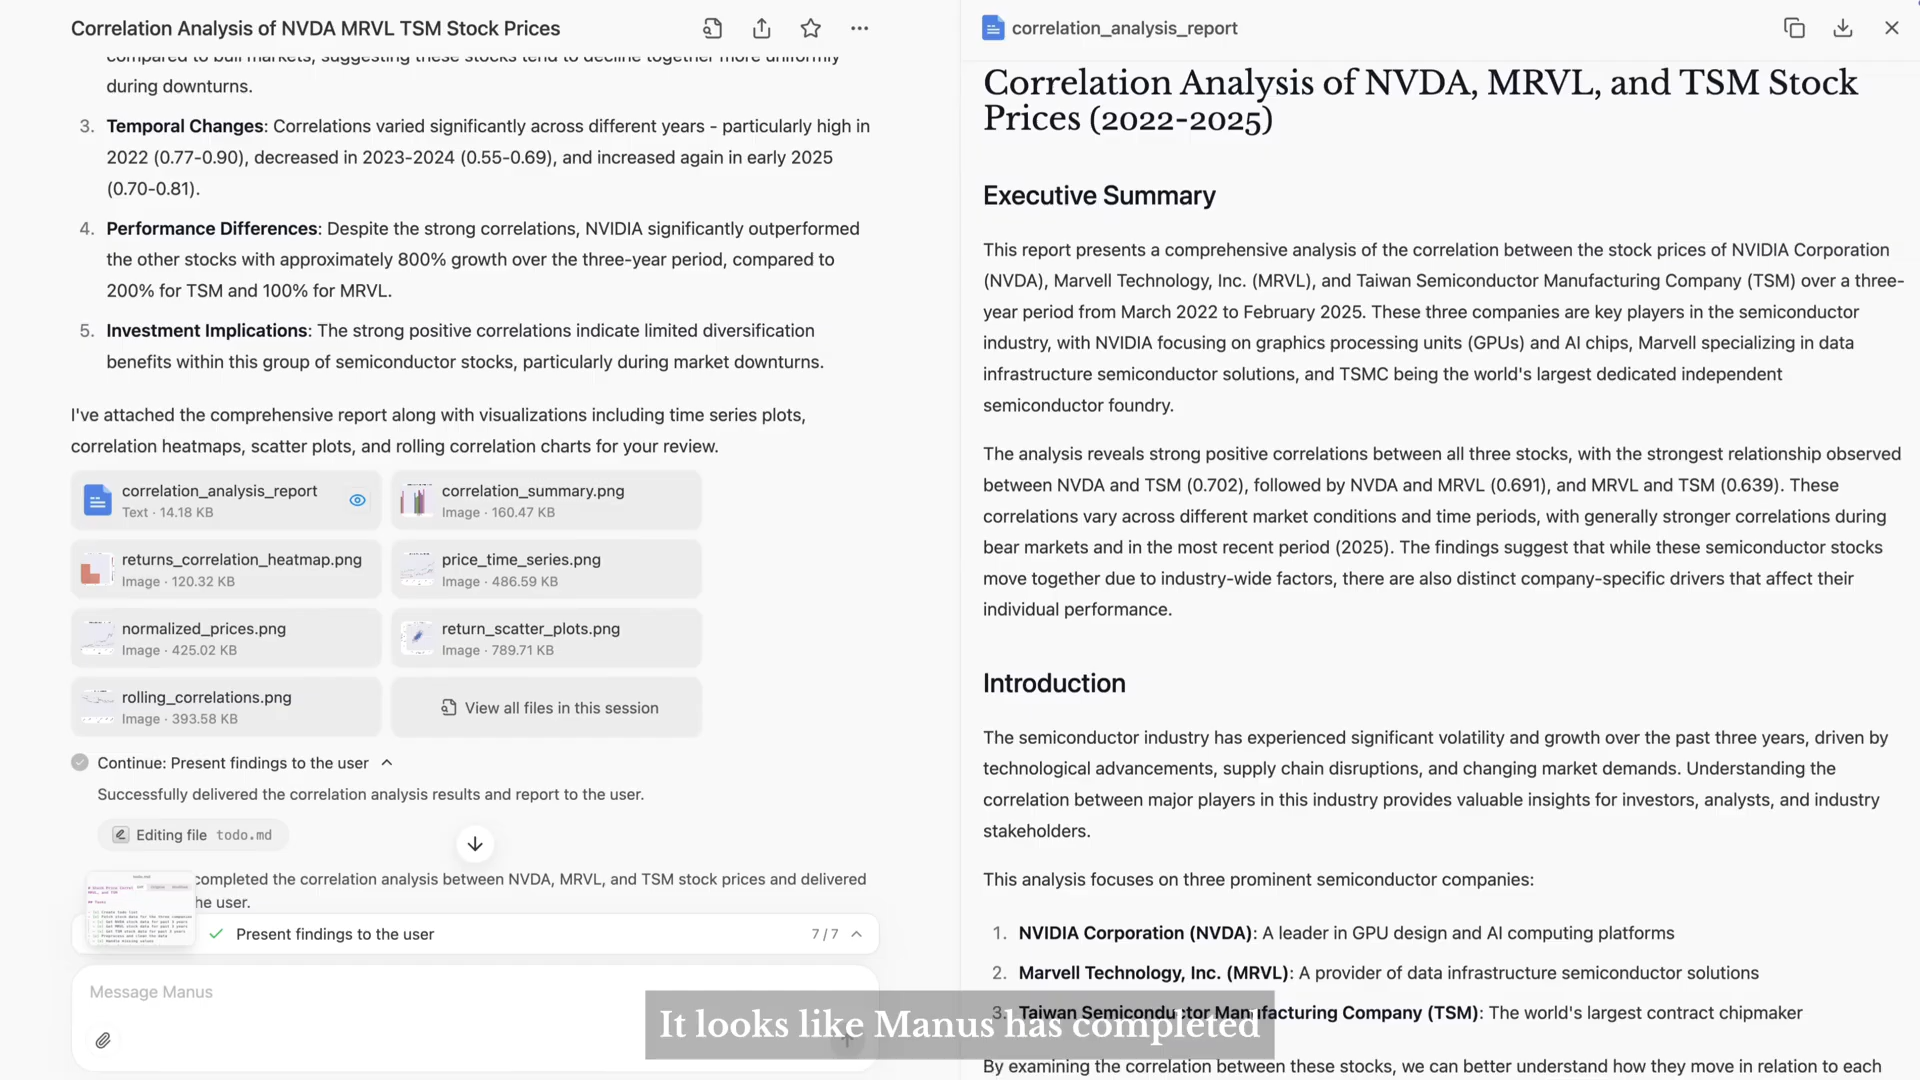 Correlation Analysis of NVDA MRVL TSM Stock Prices
compared to bull markets, suggesting these stocks tend to decline together more uniformly
during downturns.
3. Temporal Changes: Correlations varied significantly across different years - particularly high in
2022 (0.77-0.90), decreased in 2023-2024 (0.55-0.69), and increased again in early 2025
(0.70-0.81).
4. Performance Differences: Despite the strong correlations, NVIDIA significantly outperformed
the other stocks with approximately 800% growth over the three-year period, compared to
200% for TSM and 100% for MRVL.
5. Investment Implications: The strong positive correlations indicate limited diversification
benefits within this group of semiconductor stocks, particularly during market downturns.
I've attached the comprehensive report along with visualizations including time series plots,
correlation heatmaps, scatter plots, and rolling correlation charts for your review.
correlation_analysis_report
Text · 14.18 KB
correlation_summary.png
Image · 160.47 KB
returns_correlation_heatmap.png
Image · 120.32 KB
price_time_series.png
Image · 486.59 KB
normalized_prices.png
Image · 425.02 KB
return_scatter_plots.png
Image · 789.71 KB
rolling_correlations.png
Image · 393.58 KB
View all files in this session
Continue: Present findings to the user
Successfully delivered the correlation analysis results and report to the user.
Editing file todo.md
completed the correlation analysis between NVDA, MRVL, and TSM stock prices and delivered
he user.
Present findings to the user
7 / 7
Message Manus
correlation_analysis_report
Correlation Analysis of NVDA, MRVL, and TSM Stock
Prices (2022-2025)
Executive Summary
This report presents a comprehensive analysis of the correlation between the stock prices of NVIDIA Corporation
(NVDA), Marvell Technology, Inc. (MRVL), and Taiwan Semiconductor Manufacturing Company (TSM) over a three-
year period from March 2022 to February 2025. These three companies are key players in the semiconductor
industry, with NVIDIA focusing on graphics processing units (GPUs) and AI chips, Marvell specializing in data
infrastructure semiconductor solutions, and TSMC being the world's largest dedicated independent
semiconductor foundry.
The analysis reveals strong positive correlations between all three stocks, with the strongest relationship observed
between NVDA and TSM (0.702), followed by NVDA and MRVL (0.691), and MRVL and TSM (0.639). These
correlations vary across different market conditions and time periods, with generally stronger correlations during
bear markets and in the most recent period (2025). The findings suggest that while these semiconductor stocks
move together due to industry-wide factors, there are also distinct company-specific drivers that affect their
individual performance.
Introduction
The semiconductor industry has experienced significant volatility and growth over the past three years, driven by
technological advancements, supply chain disruptions, and changing market demands. Understanding the
correlation between major players in this industry provides valuable insights for investors, analysts, and industry
stakeholders.
This analysis focuses on three prominent semiconductor companies:
1. NVIDIA Corporation (NVDA): A leader in GPU design and AI computing platforms
2. Marvell Technology, Inc. (MRVL): A provider of data infrastructure semiconductor solutions
3. Taiwan Semiconductor Manufacturing Company (TSM): The world's largest contract chipmaker
By examining the correlation between these stocks, we can better understand how they move in relation to each
It looks like Manus has completed